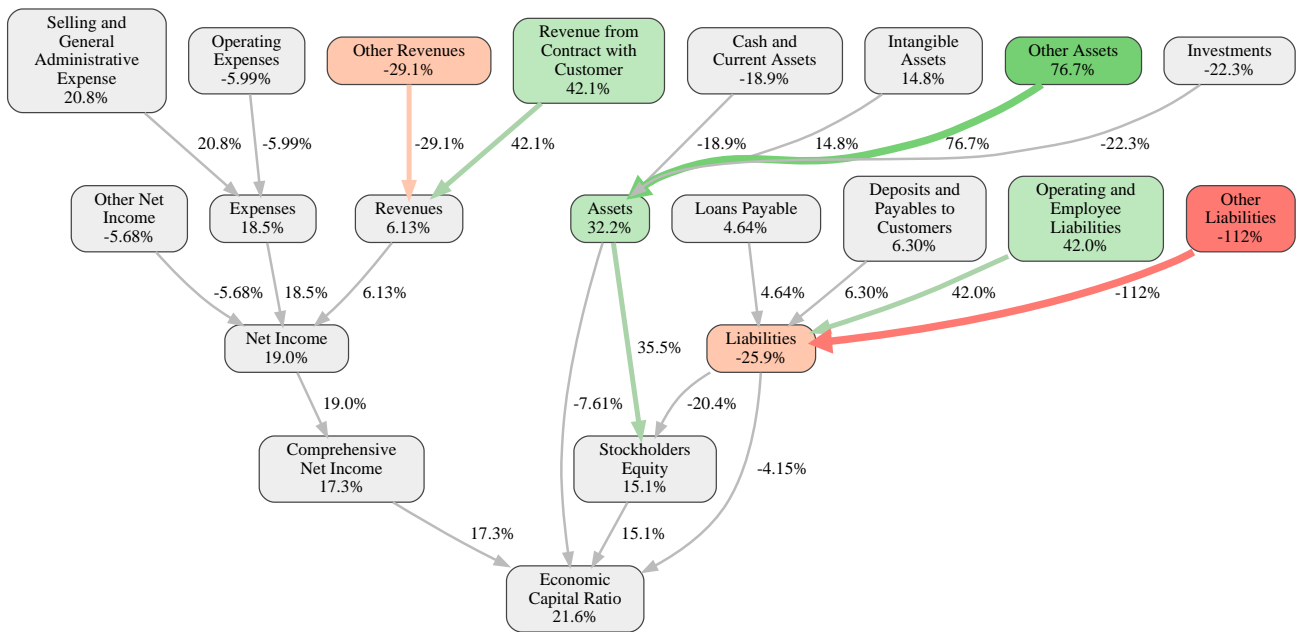 Selling and
General
Administrative
Expense
20.8%
Operating
Expenses
-5.99%
Other Revenues
-29.1%
Revenue from
Contract with
Customer
42.1%
Cash and
Current Assets
-18.9%
Intangible
Assets
14.8%
Other Assets
76.7%
Investments
-22.3%
20.8%
-5.99%
-29.1%
42.1%
-18.9%
14.8%
76.7%
-22.3%
Other Net
Income
-5.68%
Expenses
18.5%
Revenues
6.13%
Assets
32.2%
Loans Payable
4.64%
Deposits and
Payables to
Customers
6.30%
Operating and
Employee
Liabilities
42.0%
Other
Liabilities
-112%
-5.68%
18.5%
6.13%
4.64%
6.30%
42.0%
-112%
Net Income
19.0%
35.5%
Liabilities
-25.9%
19.0%
-7.61%
-20.4%
Comprehensive
Net Income
17.3%
Stockholders
Equity
15.1%
-4.15%
17.3%
15.1%
Economic
Capital Ratio
21.6%